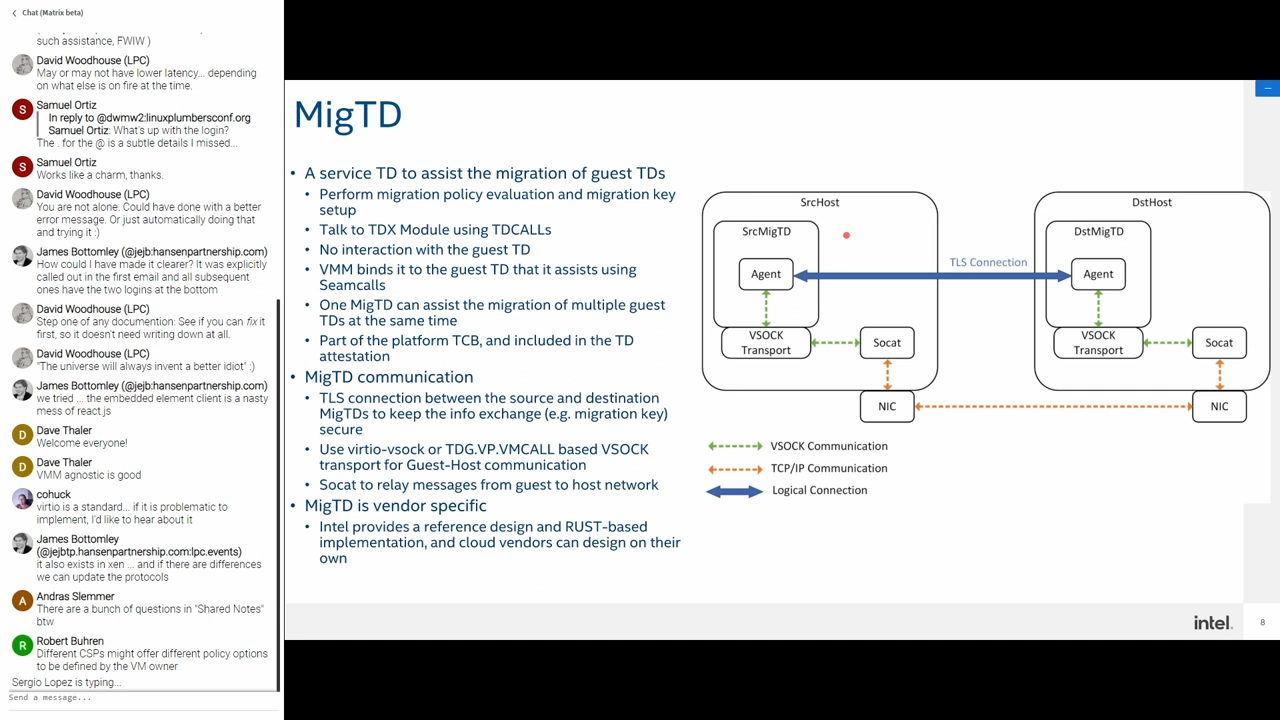 Chat (Matrix beta)
such assistance, FWIW )
David Woodhouse (LPC)
May or may not have lower latency... depending
on what else is on fire at the time.
S
Samuel Ortiz
In reply to @dwmw2:linuxplumbersconf.org
Samuel Ortiz: What's up with the login?
The . for the @ is a subtle details I missed...
S
Samuel Ortiz
Works like a charm, thanks.
David Woodhouse (LPC)
You are not alone. Could have done with a better
error message. Or just automatically doing that
and trying it :)
James Bottomley (@jejb:hansenpartnership.com)
How could I have made it clearer? It was explicitly
called out in the first email and all subsequent
ones have the two logins at the bottom
David Woodhouse (LPC)
Step one of any documention: See if you can fix it
first, so it doesn't need writing down at all.
David Woodhouse (LPC)
"The universe will always invent a better idiot" :)
James Bottomley (@jejb:hansenpartnership.com)
we tried ... the embedded element client is a nasty
mess of react.js
D
Dave Thaler
Welcome everyone!
D
Dave Thaler
VMM agnostic is good
cohuck
virtio is a standard... if it is problematic to
implement, I'd like to hear about it
James Bottomley
(@jejbtp.hansenpartnership.com:lpc.events)
it also exists in xen ... and if there are differences
we can update the protocols
A
Andras Slemmer
There are a bunch of questions in "Shared Notes"
btw
R
Robert Buhren
Different CSPs might offer different policy options
to be defined by the VM owner
Sergio Lopez is typing...
Send a message...
MigTD
• A service TD to assist the migration of guest TDs
• Perform migration policy evaluation and migration key
setup
• Talk to TDX Module using TDCALLs
• No interaction with the guest TD
• VMM binds it to the guest TD that it assists using
Seamcalls
• One MigTD can assist the migration of multiple guest
TDs at the same time
• Part of the platform TCB, and included in the TD
attestation
• MigTD communication
• TLS connection between the source and destination
MigTDs to keep the info exchange (e.g. migration key)
secure
• Use virtio-vsock or TDG.VP.VMCALL based VSOCK
transport for Guest-Host communication
• Socat to relay messages from guest to host network
• MigTD is vendor specific
• Intel provides a reference design and RUST-based
implementation, and cloud vendors can design on their
own
SrcHost
SrcMigTD
Agent
VSOCK
Transport
Socat
NIC
TLS Connection
DstHost
DstMigTD
Agent
VSOCK
Transport
Socat
NIC
VSOCK Communication
TCP/IP Communication
Logical Connection
intel.
8